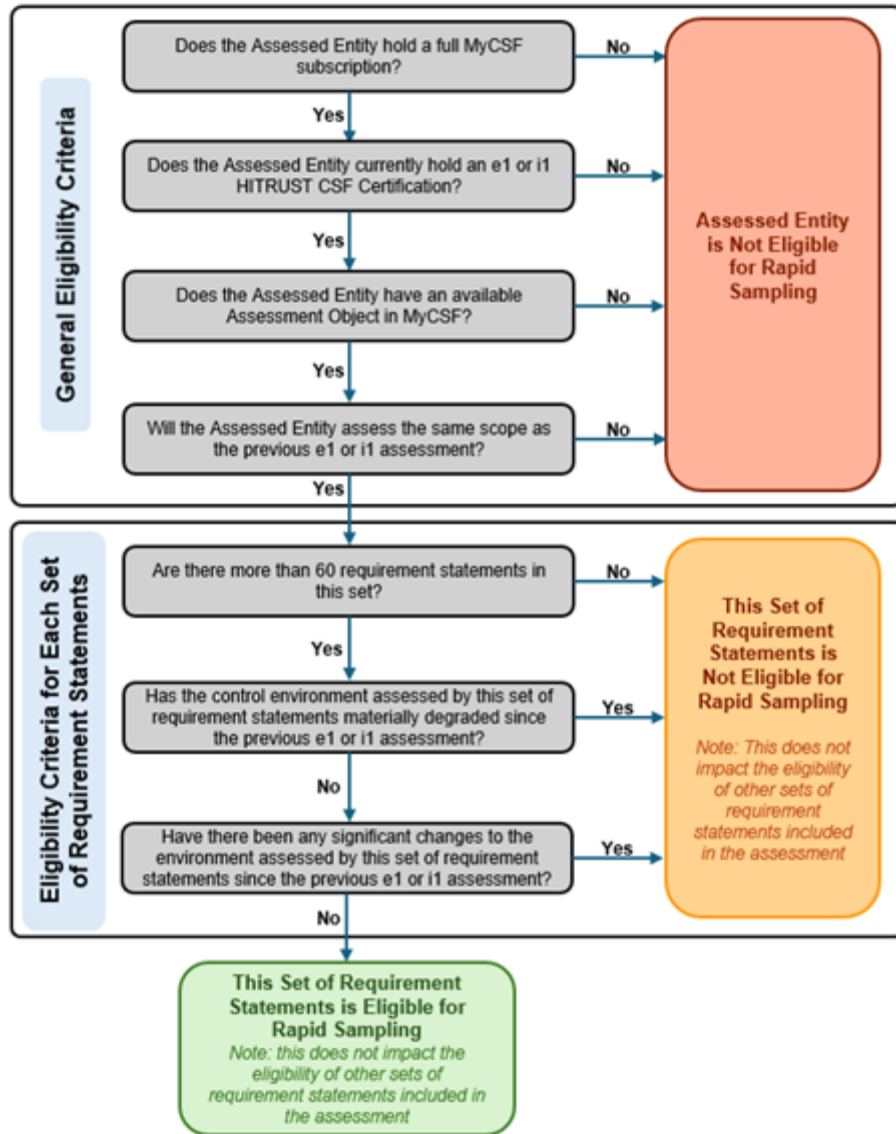 General Eligibility Criteria
Does the Assessed Entity hold a full MyCSF
subscription?
No
Yes
Does the Assessed Entity currently hold an e1 or i1
HITRUST CSF Certification?
No
Yes
Does the Assessed Entity have an available
Assessment Object in MyCSF?
No
Yes
Will the Assessed Entity assess the same scope as
the previous e1 or i1 assessment?
No
Yes
Assessed Entity
is Not Eligible
for Rapid
Sampling
Eligibility Criteria for Each Set
of Requirement Statements
Are there more than 60 requirement statements in
this set?
No
Yes
Has the control environment assessed by this set of
requirement statements materially degraded since
the previous e1 or i1 assessment?
Yes
No
Have there been any significant changes to the
environment assessed by this set of requirement
statements since the previous e1 or i1 assessment?
Yes
No
This Set of
Requirement
Statements is
Not Eligible for
Rapid Sampling
Note: This does not
impact the eligibility
of other sets of
requirement
statements included
in the assessment
This Set of Requirement
Statements is Eligible for
Rapid Sampling
Note: this does not impact the
eligibility of other sets of
requirement statements included in
the assessment